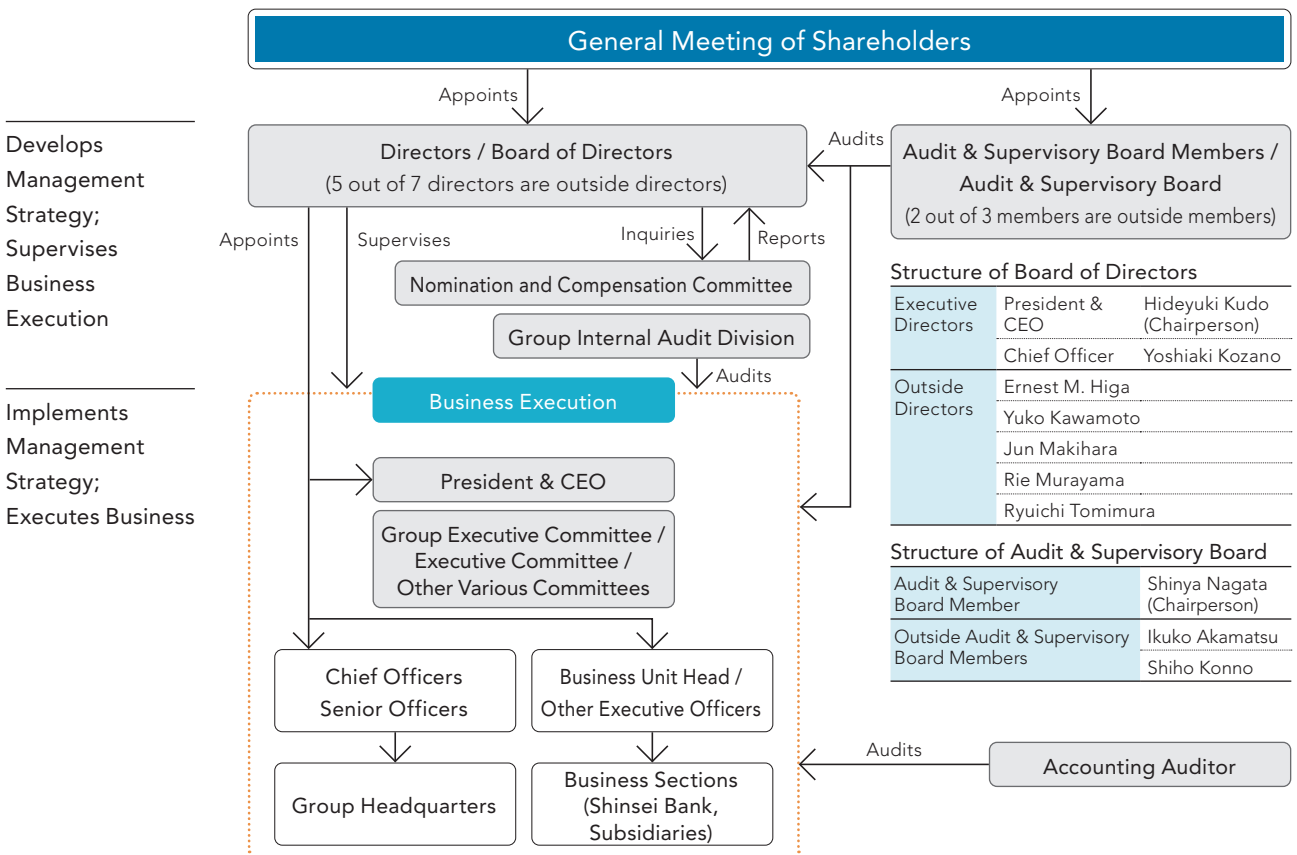 General Meeting of Shareholders
Appoints
Appoints
Develops
Management
Strategy;
Supervises
Business
Execution
Directors / Board of Directors
(5 out of 7 directors are outside directors)
Audits
Audit & Supervisory Board Members /
Audit & Supervisory Board
(2 out of 3 members are outside members)
Appoints
Supervises
Inquiries
Reports
Nomination and Compensation Committee
Group Internal Audit Division
Audits
Implements
Management
Strategy;
Executes Business
Business Execution
President & CEO
Group Executive Committee /
Executive Committee /
Other Various Committees
Chief Officers
Senior Officers
Business Unit Head /
Other Executive Officers
Group Headquarters
Business Sections
(Shinsei Bank,
Subsidiaries)
Structure of Board of Directors
Executive
Directors
President &
CEO
Hideyuki Kudo
(Chairperson)
Chief Officer
Yoshiaki Kozano
Outside
Directors
Ernest M. Higa
Yuko Kawamoto
Jun Makihara
Rie Murayama
Ryuichi Tomimura
Structure of Audit & Supervisory Board
Audit & Supervisory
Board Member
Shinya Nagata
(Chairperson)
Outside Audit & Supervisory
Board Members
Ikuko Akamatsu
Shiho Konno
Audits
Accounting Auditor